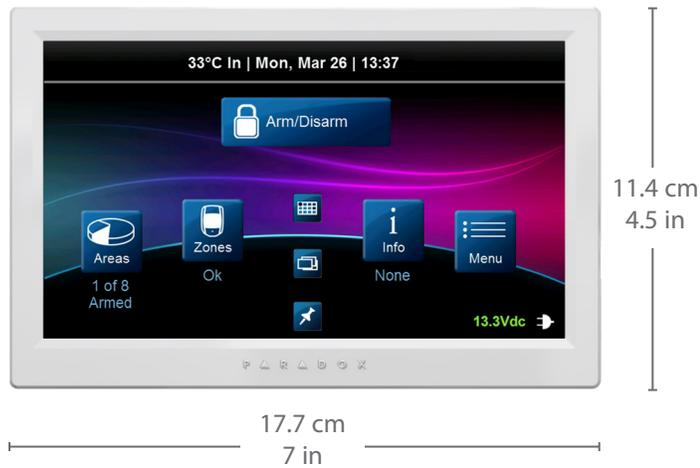 33°C In | Mon, Mar 26 | 13:37
Arm/Disarm
Areas
Zones
Info
Menu
1 of 8
Armed
Ok
None
13.3Vdc
PARADOX
11.4 cm
4.5 in
17.7 cm
7 in